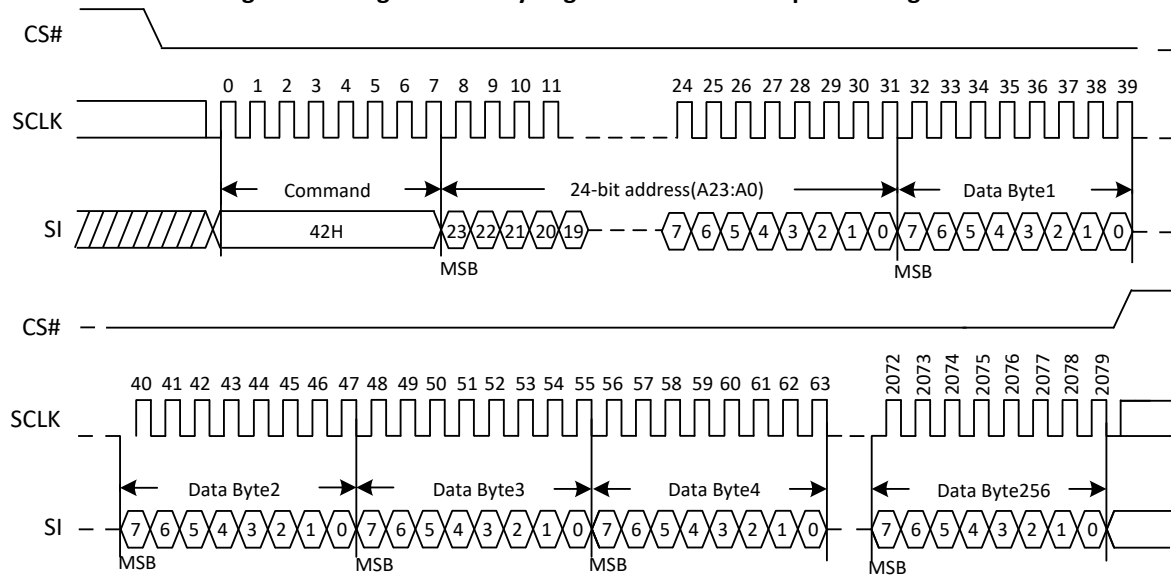 CS#
0 1 2 3 4 5 6 7 8 9 10 11 24 25 26 27 28 29 30 31 32 33 34 35 36 37 38 39
SCLK
Command 24-bit address(A23:A0) Data Byte1
SI 42H 23 22 21 20 19 7 6 5 4 3 2 1 0 7 6 5 4 3 2 1 0
MSB MSB
CS#
40 41 42 43 44 45 46 47 48 49 50 51 52 53 54 55 56 57 58 59 60 61 62 63 2072 2073 2074 2075 2076 2077 2078 2079
SCLK
Data Byte2 Data Byte3 Data Byte4 Data Byte256
SI 7 6 5 4 3 2 1 0 7 6 5 4 3 2 1 0 7 6 5 4 3 2 1 0 7 6 5 4 3 2 1 0
MSB MSB MSB MSB